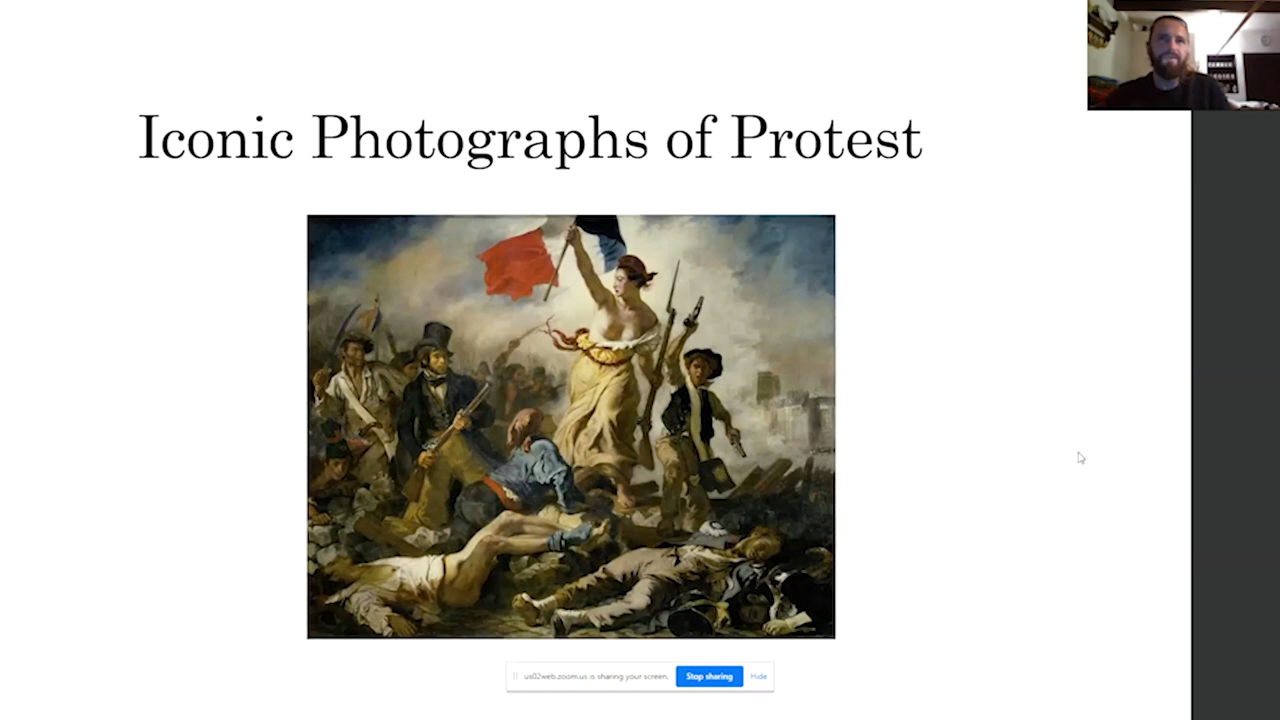 Iconic Photographs of Protest
us02web.zoom.us is sharing your screen.
Stop sharing
Hide